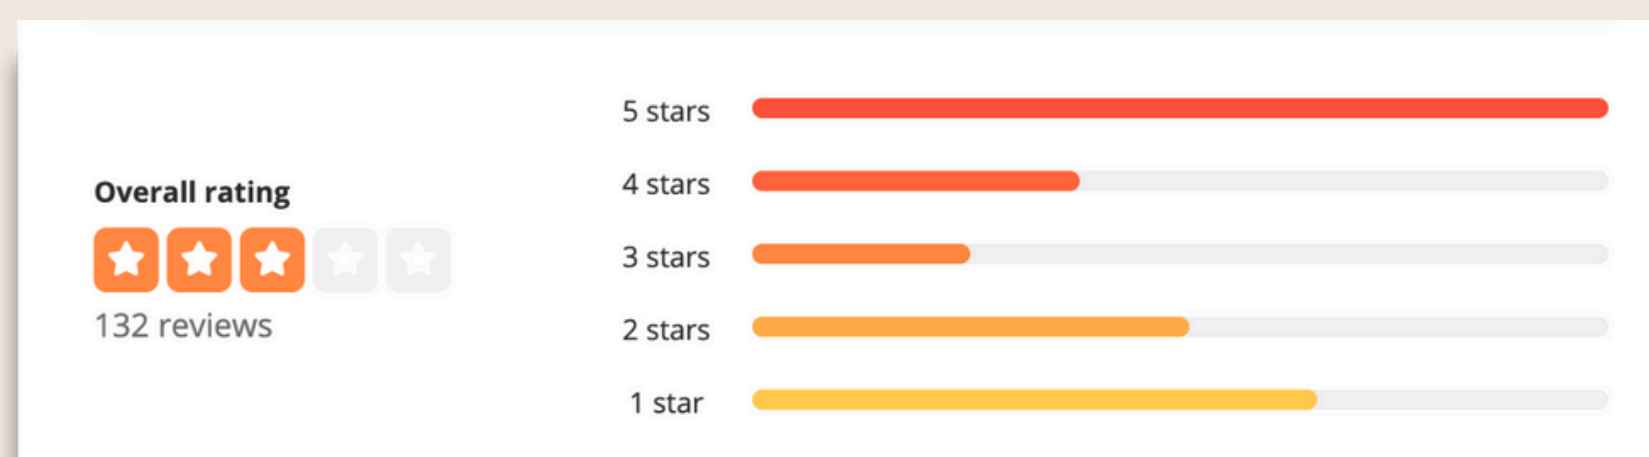 Overall rating
132 reviews
5 stars
4 stars
3 stars
2 stars
1 star